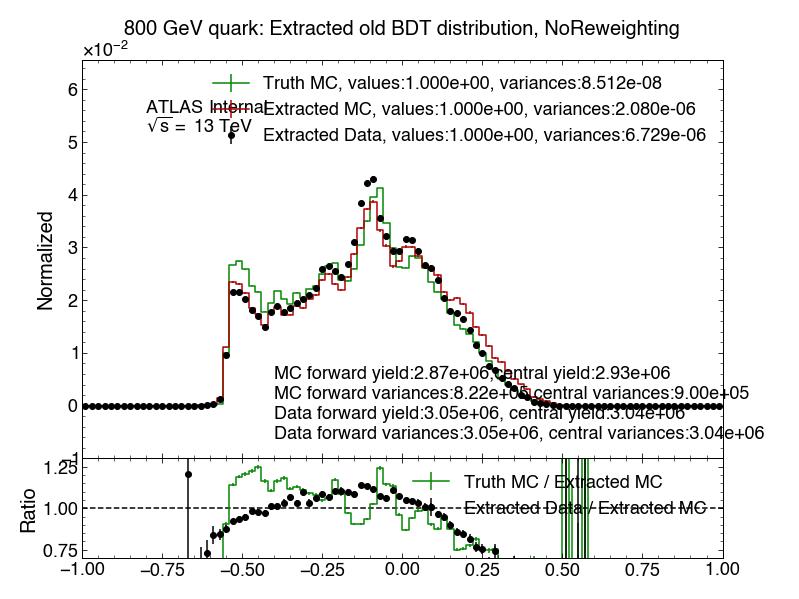 800 GeV quark: Extracted old BDT distribution, NoReweighting
×10⁻²
Truth MC, values:1.000e+00, variances:8.512e-08
ATLAS Internal
Extracted MC, values:1.000e+00, variances:2.080e-06
√s = 13 TeV
Extracted Data, values:1.000e+00, variances:6.729e-06
6
5
4
3
2
1
0
−1
Normalized
MC forward yield:2.87e+06, central yield:2.93e+06
MC forward variances:8.22e+05, central variances:9.00e+05
Data forward yield:3.05e+06, central yield:3.04e+06
Data forward variances:3.05e+06, central variances:3.04e+06
1.25
1.00
0.75
Ratio
Truth MC / Extracted MC
Extracted Data / Extracted MC
−1.00 −0.75 −0.50 −0.25 0.00 0.25 0.50 0.75 1.00